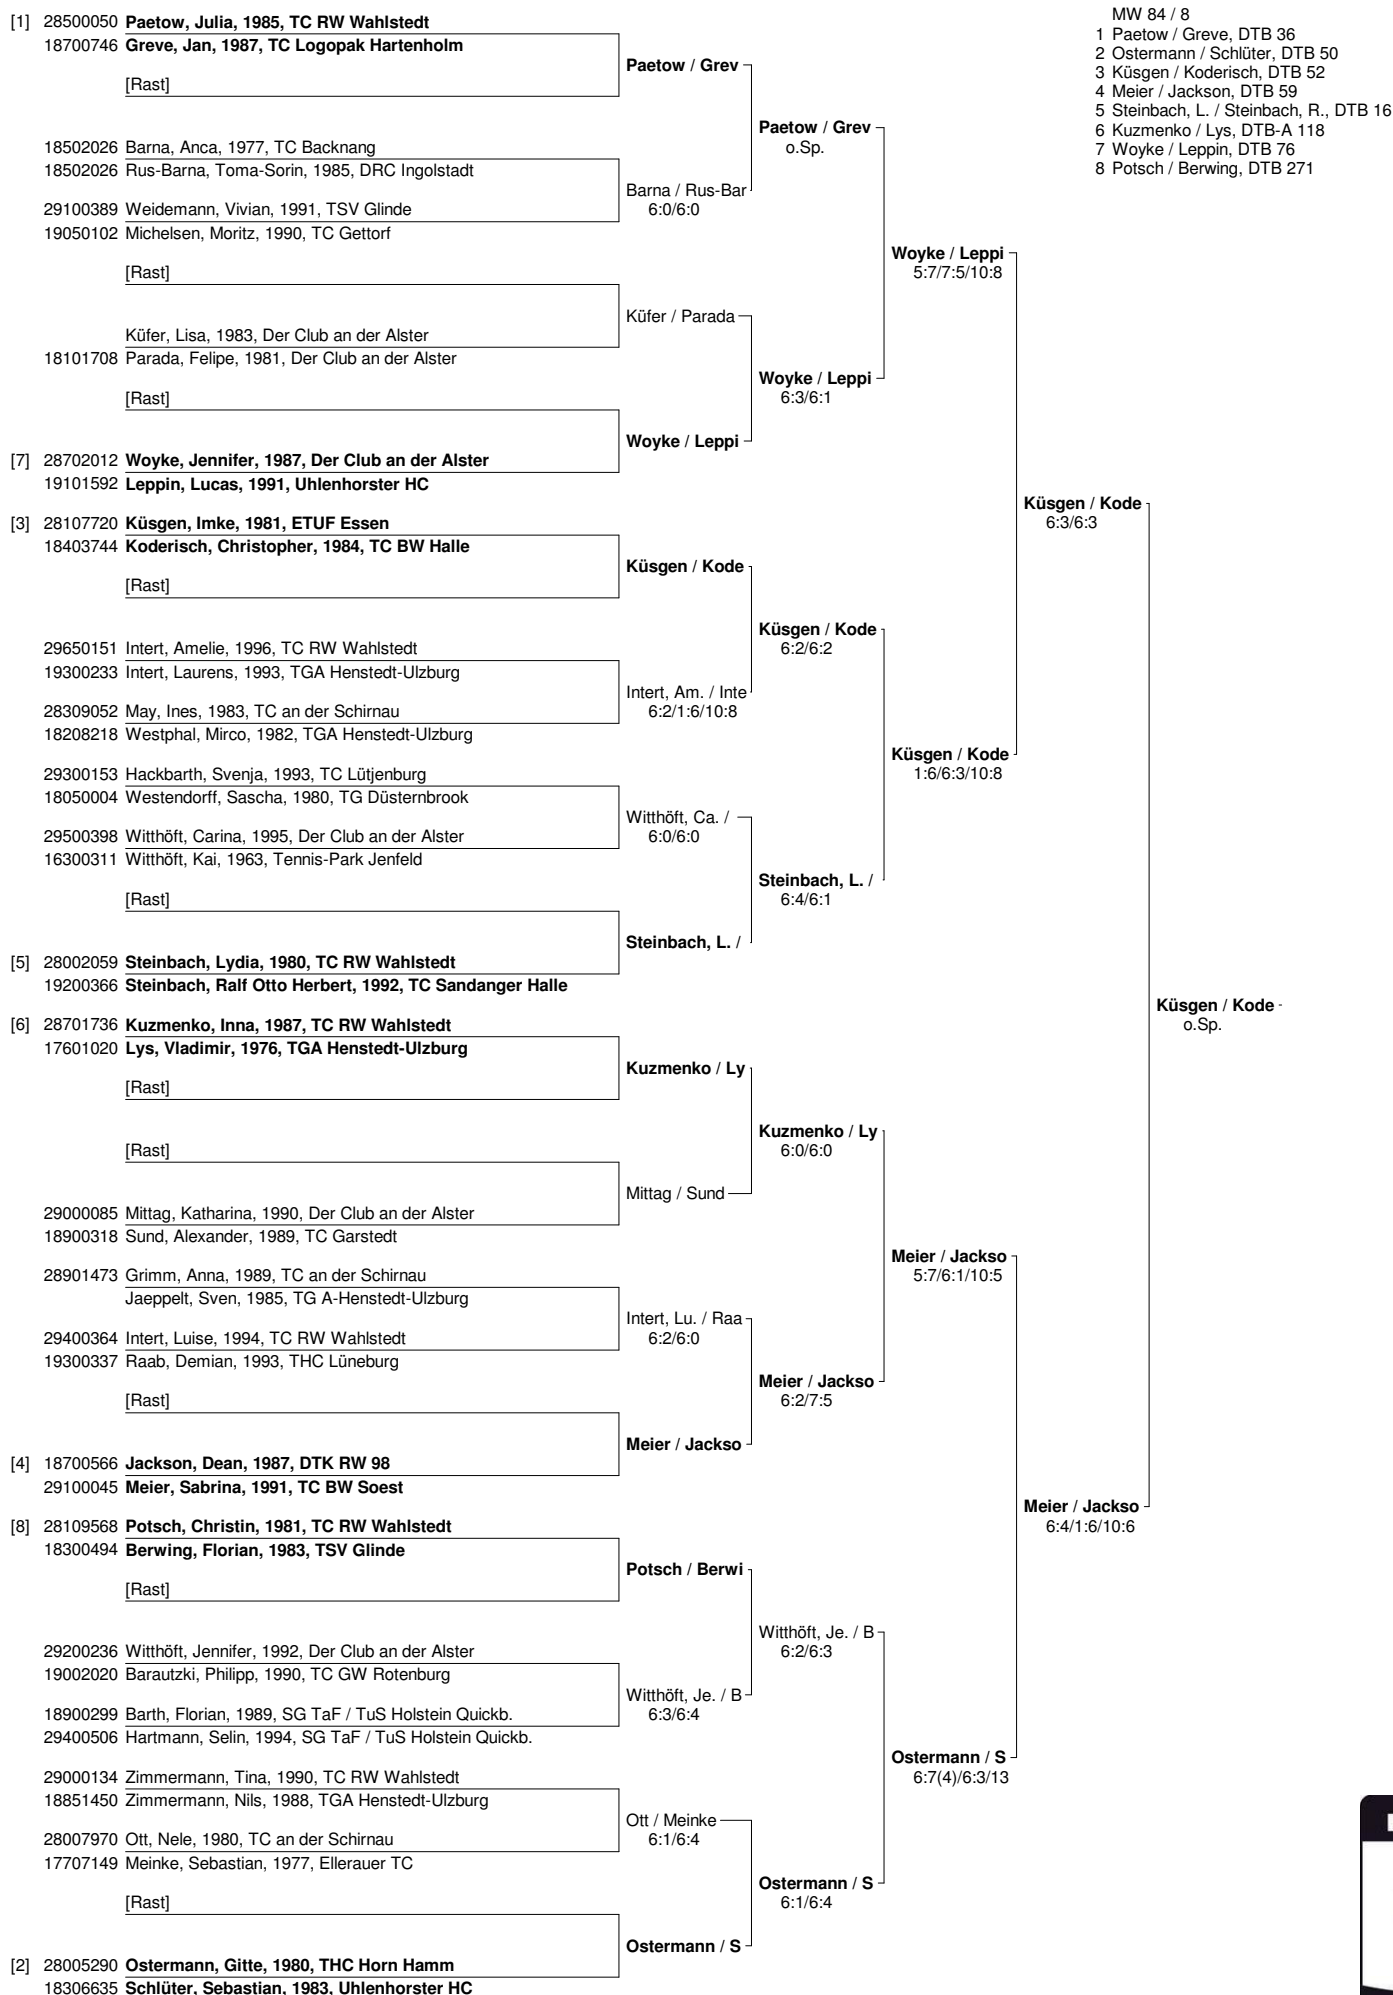 MW 84 / 8
1 Paetow / Greve, DTB 36
2 Ostermann / Schlüter, DTB 50
3 Küsgen / Koderisch, DTB 52
4 Meier / Jackson, DTB 59
5 Steinbach, L. / Steinbach, R., DTB 16
6 Kuzmenko / Lys, DTB-A 118
7 Woyke / Leppin, DTB 76
8 Potsch / Berwing, DTB 271
[1] 28500050 Paetow, Julia, 1985, TC RW Wahlstedt
18700746 Greve, Jan, 1987, TC Logopak Hartenholm
[Rast]
18502026 Barna, Anca, 1977, TC Backnang
18502026 Rus-Barna, Toma-Sorin, 1985, DRC Ingolstadt
29100389 Weidemann, Vivian, 1991, TSV Glinde
19050102 Michelsen, Moritz, 1990, TC Gettorf
[Rast]
Küfer, Lisa, 1983, Der Club an der Alster
18101708 Parada, Felipe, 1981, Der Club an der Alster
[Rast]
[7] 28702012 Woyke, Jennifer, 1987, Der Club an der Alster
19101592 Leppin, Lucas, 1991, Uhlenhorster HC
[3] 28107720 Küsgen, Imke, 1981, ETUF Essen
18403744 Koderisch, Christopher, 1984, TC BW Halle
[Rast]
29650151 Intert, Amelie, 1996, TC RW Wahlstedt
19300233 Intert, Laurens, 1993, TGA Henstedt-Ulzburg
28309052 May, Ines, 1983, TC an der Schirnau
18208218 Westphal, Mirco, 1982, TGA Henstedt-Ulzburg
29300153 Hackbarth, Svenja, 1993, TC Lütjenburg
18050004 Westendorff, Sascha, 1980, TG Düsternbrook
29500398 Witthöft, Carina, 1995, Der Club an der Alster
16300311 Witthöft, Kai, 1963, Tennis-Park Jenfeld
[Rast]
[5] 28002059 Steinbach, Lydia, 1980, TC RW Wahlstedt
19200366 Steinbach, Ralf Otto Herbert, 1992, TC Sandanger Halle
[6] 28701736 Kuzmenko, Inna, 1987, TC RW Wahlstedt
17601020 Lys, Vladimir, 1976, TGA Henstedt-Ulzburg
[Rast]
[Rast]
29000085 Mittag, Katharina, 1990, Der Club an der Alster
18900318 Sund, Alexander, 1989, TC Garstedt
28901473 Grimm, Anna, 1989, TC an der Schirnau
Jaeppelt, Sven, 1985, TG A-Henstedt-Ulzburg
29400364 Intert, Luise, 1994, TC RW Wahlstedt
19300337 Raab, Demian, 1993, THC Lüneburg
[Rast]
[4] 18700566 Jackson, Dean, 1987, DTK RW 98
29100045 Meier, Sabrina, 1991, TC BW Soest
[8] 28109568 Potsch, Christin, 1981, TC RW Wahlstedt
18300494 Berwing, Florian, 1983, TSV Glinde
[Rast]
29200236 Witthöft, Jennifer, 1992, Der Club an der Alster
19002020 Barautzki, Philipp, 1990, TC GW Rotenburg
18900299 Barth, Florian, 1989, SG TaF / TuS Holstein Quickb.
29400506 Hartmann, Selin, 1994, SG TaF / TuS Holstein Quickb.
29000134 Zimmermann, Tina, 1990, TC RW Wahlstedt
18851450 Zimmermann, Nils, 1988, TGA Henstedt-Ulzburg
28007970 Ott, Nele, 1980, TC an der Schirnau
17707149 Meinke, Sebastian, 1977, Ellerauer TC
[Rast]
[2] 28005290 Ostermann, Gitte, 1980, THC Horn Hamm
18306635 Schlüter, Sebastian, 1983, Uhlenhorster HC
Paetow / Grev
Barna / Rus-Bar
6:0/6:0
Küfer / Parada
Woyke / Leppi
Küsgen / Kode
Intert, Am. / Inte
6:2/1:6/10:8
Witthöft, Ca. /
6:0/6:0
Steinbach, L. /
Kuzmenko / Ly
Mittag / Sund
Intert, Lu. / Raa
6:2/6:0
Meier / Jackso
Potsch / Berwi
Witthöft, Je. / B
6:3/6:4
Ott / Meinke
6:1/6:4
Ostermann / S
Paetow / Grev
o.Sp.
Woyke / Leppi
6:3/6:1
Küsgen / Kode
6:2/6:2
Steinbach, L. /
6:4/6:1
Kuzmenko / Ly
6:0/6:0
Meier / Jackso
6:2/7:5
Witthöft, Je. / B
6:2/6:3
Ostermann / S
6:1/6:4
Woyke / Leppi
5:7/7:5/10:8
Küsgen / Kode
1:6/6:3/10:8
Meier / Jackso
5:7/6:1/10:5
Ostermann / S
6:7(4)/6:3/13
Küsgen / Kode
6:3/6:3
Meier / Jackso
6:4/1:6/10:6
Küsgen / Kode
o.Sp.